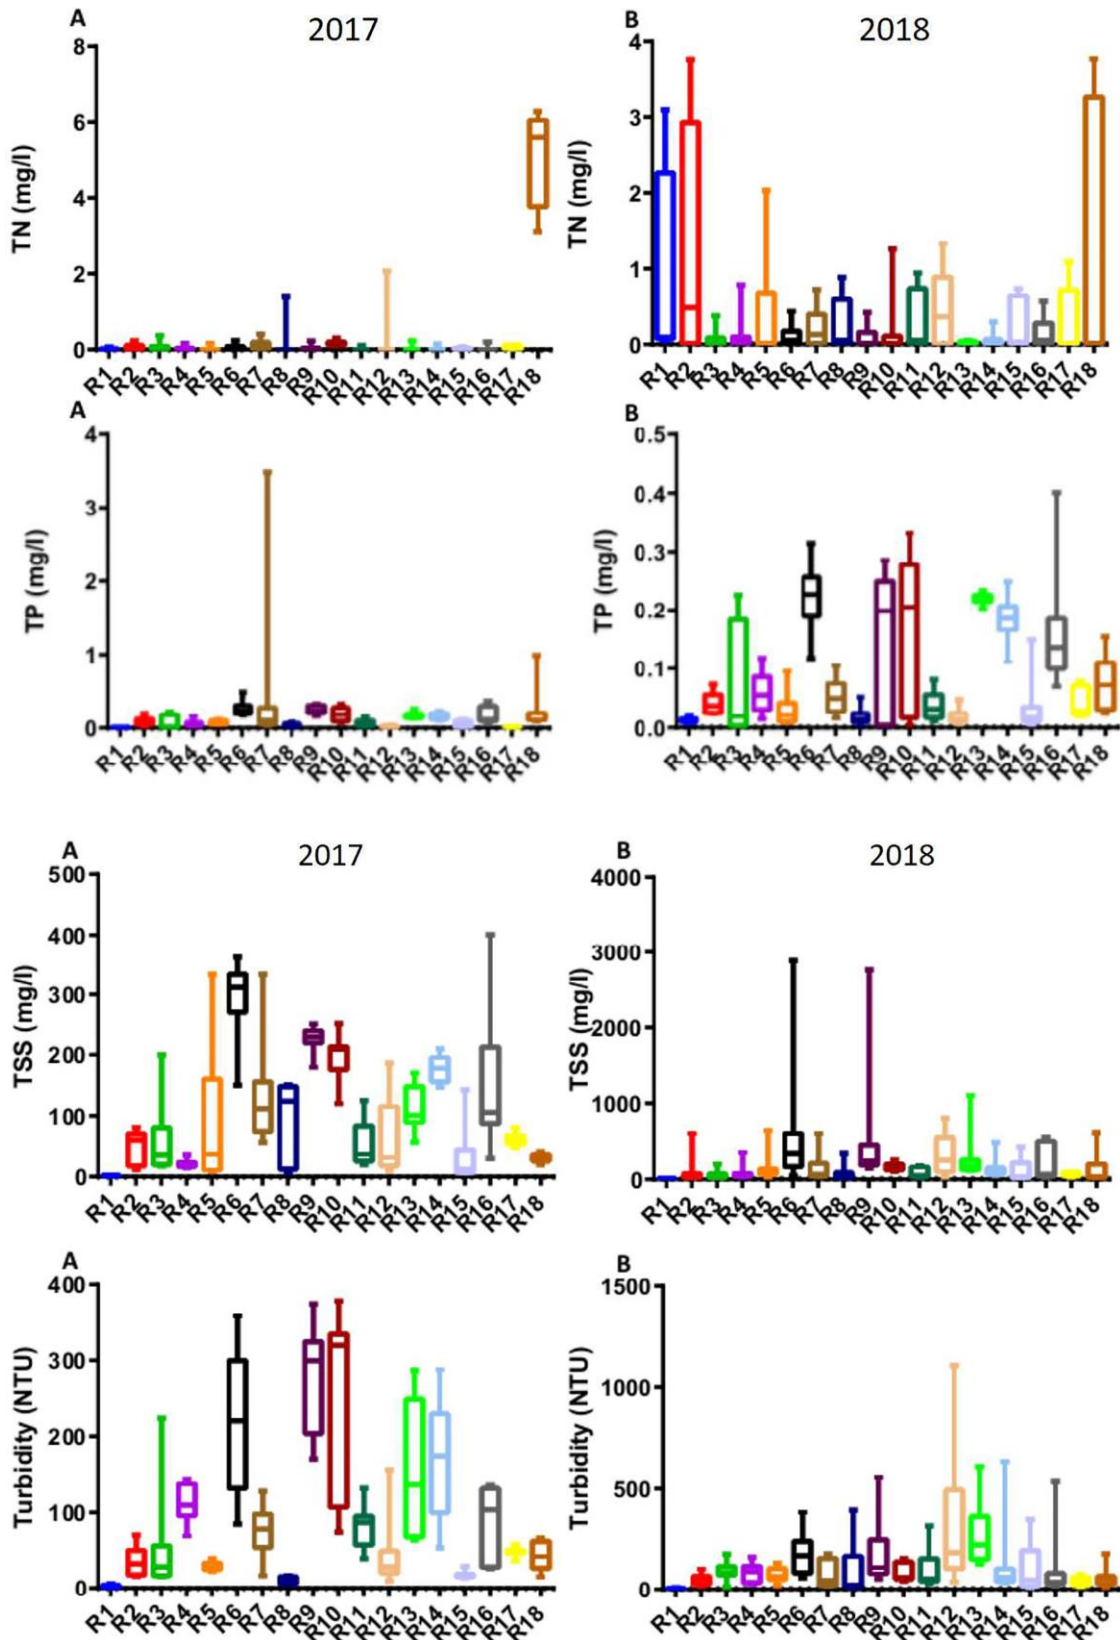 A 2017 B 2018
TN (mg/l) 8 6 4 2 0
R1 R2 R3 R4 R5 R6 R7 R8 R9 R10 R11 R12 R13 R14 R15 R16 R17 R18
TN (mg/l) 4 3 2 1 0
R1 R2 R3 R4 R5 R6 R7 R8 R9 R10 R11 R12 R13 R14 R15 R16 R17 R18
A B
TP (mg/l) 4 3 2 1 0
R1 R2 R3 R4 R5 R6 R7 R8 R9 R10 R11 R12 R13 R14 R15 R16 R17 R18
TP (mg/l) 0.5 0.4 0.3 0.2 0.1 0.0
R1 R2 R3 R4 R5 R6 R7 R8 R9 R10 R11 R12 R13 R14 R15 R16 R17 R18
A 2017 B 2018
TSS (mg/l) 500 400 300 200 100 0
R1 R2 R3 R4 R5 R6 R7 R8 R9 R10 R11 R12 R13 R14 R15 R16 R17 R18
TSS (mg/l) 4000 3000 2000 1000 0
R1 R2 R3 R4 R5 R6 R7 R8 R9 R10 R11 R12 R13 R14 R15 R16 R17 R18
A B
Turbidity (NTU) 400 300 200 100 0
R1 R2 R3 R4 R5 R6 R7 R8 R9 R10 R11 R12 R13 R14 R15 R16 R17 R18
Turbidity (NTU) 1500 1000 500 0
R1 R2 R3 R4 R5 R6 R7 R8 R9 R10 R11 R12 R13 R14 R15 R16 R17 R18